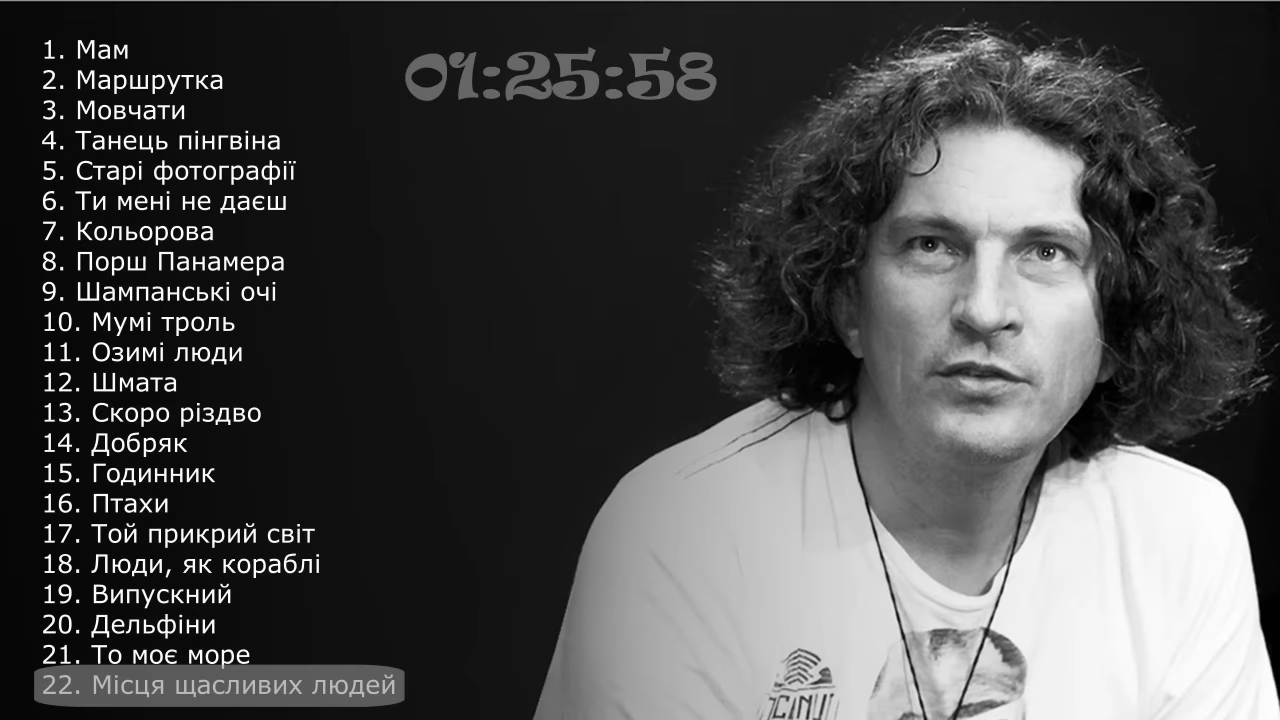 1. Мам
2. Маршрутка
3. Мовчати
4. Танець пінгвіна
5. Старі фотографії
6. Ти мені не даєш
7. Кольорова
8. Порш Панамера
9. Шампанські очі
10. Мумі троль
11. Озимі люди
12. Шмата
13. Скоро різдво
14. Добряк
15. Годинник
16. Птахи
17. Той прикрий світ
18. Люди, як кораблі
19. Випускний
20. Дельфіни
21. То моє море
22. Місця щасливих людей
01:25:58